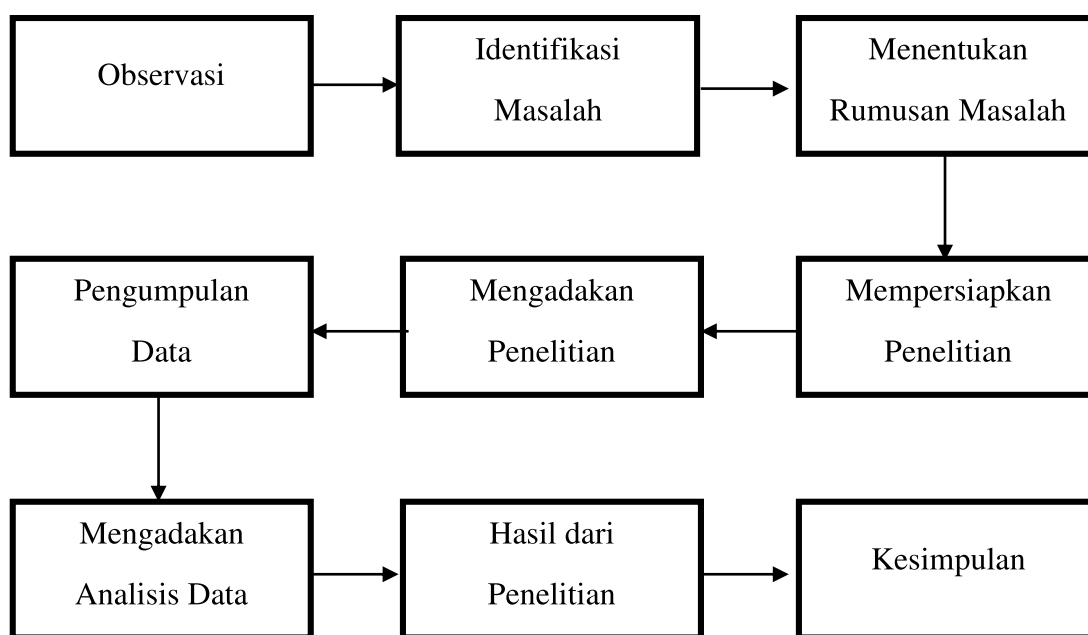 Observasi
Identifikasi
Masalah
Menentukan
Rumusan Masalah
Mempersiapkan
Penelitian
Mengadakan
Penelitian
Pengumpulan
Data
Mengadakan
Analisis Data
Hasil dari
Penelitian
Kesimpulan